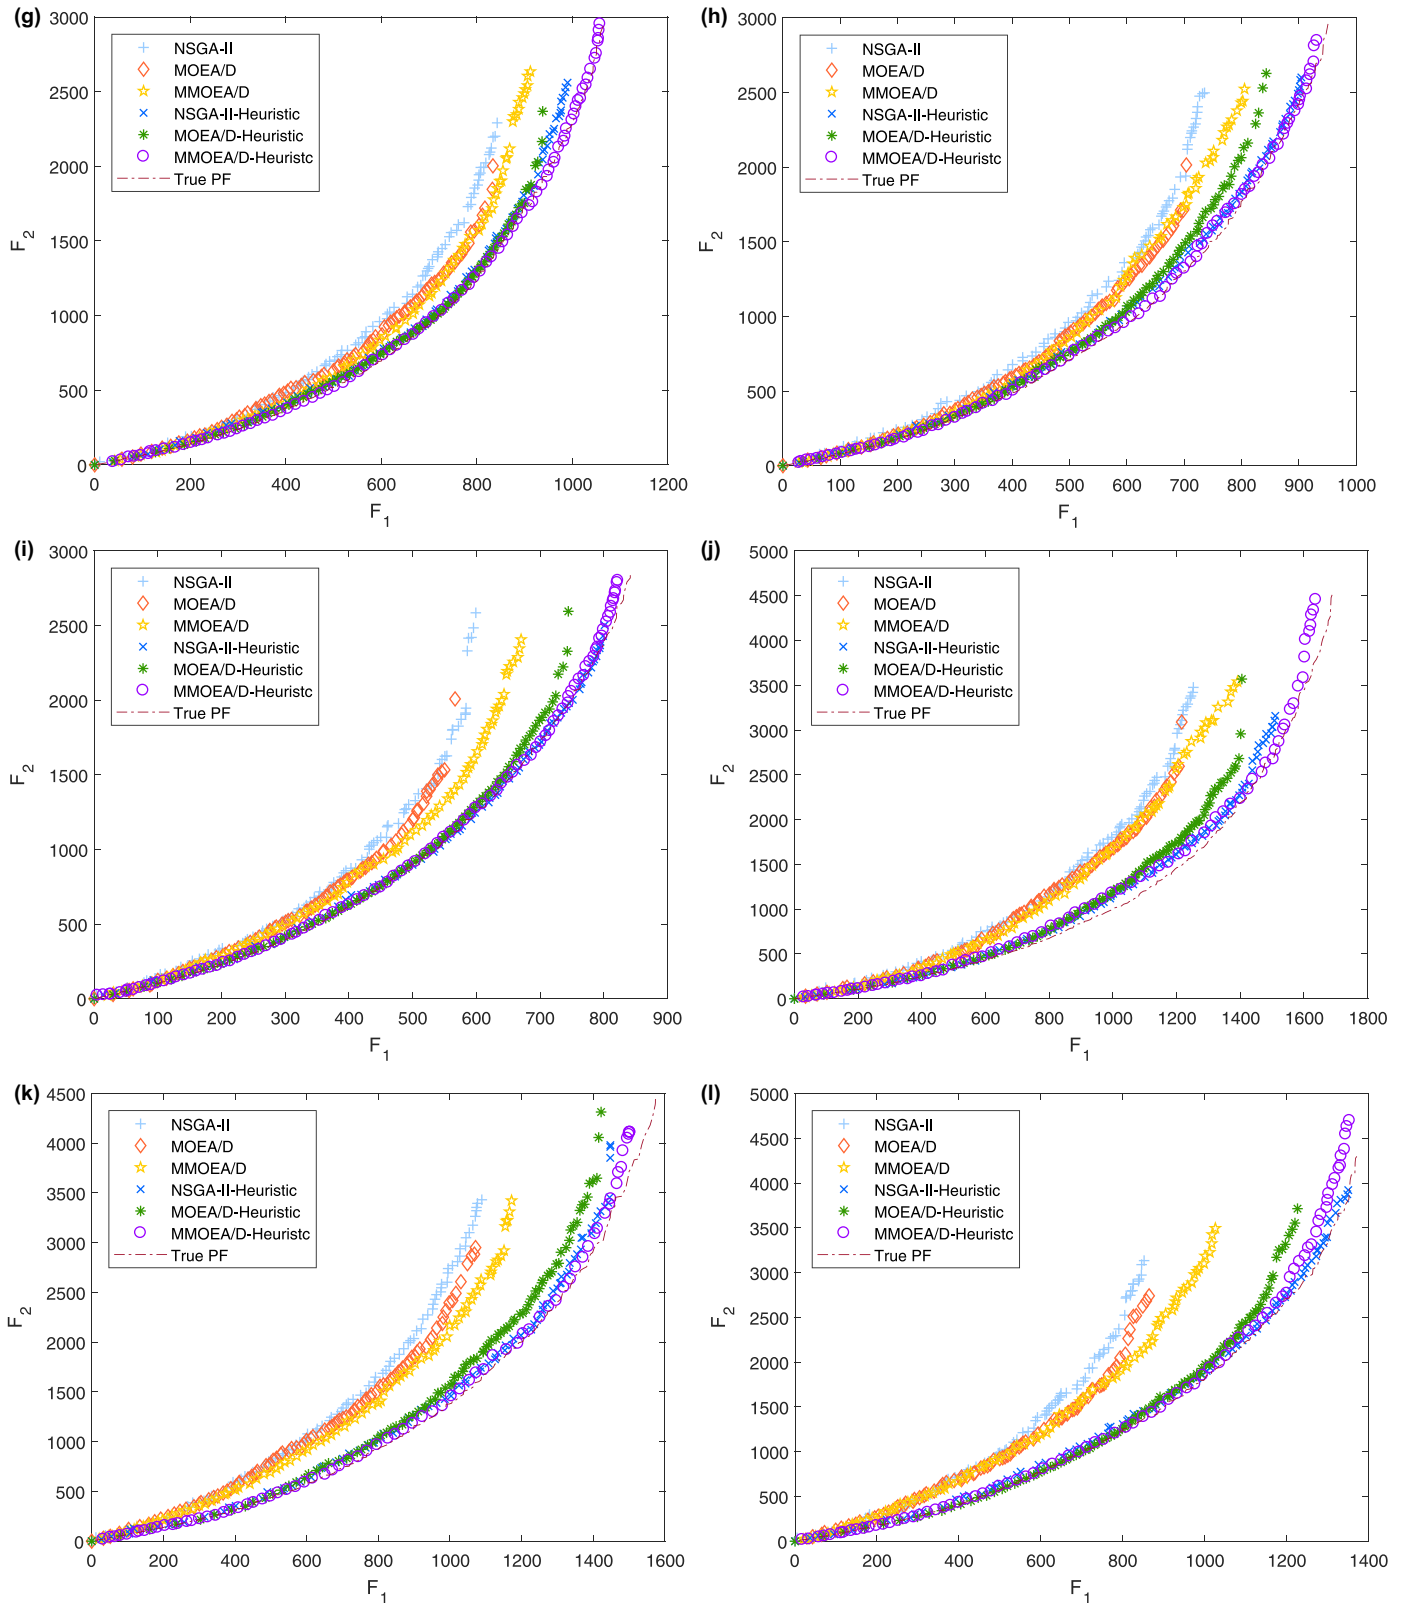 (g)
3000
2500
2000
1500
1000
500
0
F2
NSGA-II
MOEA/D
MMOEA/D
NSGA-II-Heuristic
MOEA/D-Heuristic
MMOEA/D-Heuristc
True PF
0 200 400 600 800 1000 1200
F1
(h)
3000
2500
2000
1500
1000
500
0
F2
NSGA-II
MOEA/D
MMOEA/D
NSGA-II-Heuristic
MOEA/D-Heuristic
MMOEA/D-Heuristc
True PF
0 100 200 300 400 500 600 700 800 900 1000
F1
(i)
3000
2500
2000
1500
1000
500
0
F2
NSGA-II
MOEA/D
MMOEA/D
NSGA-II-Heuristic
MOEA/D-Heuristic
MMOEA/D-Heuristc
True PF
0 100 200 300 400 500 600 700 800 900
F1
(j)
5000
4500
4000
3500
3000
2500
2000
1500
1000
500
0
F2
NSGA-II
MOEA/D
MMOEA/D
NSGA-II-Heuristic
MOEA/D-Heuristic
MMOEA/D-Heuristc
True PF
0 200 400 600 800 1000 1200 1400 1600 1800
F1
(k)
4500
4000
3500
3000
2500
2000
1500
1000
500
0
F2
NSGA-II
MOEA/D
MMOEA/D
NSGA-II-Heuristic
MOEA/D-Heuristic
MMOEA/D-Heuristc
True PF
0 200 400 600 800 1000 1200 1400 1600
F1
(l)
5000
4500
4000
3500
3000
2500
2000
1500
1000
500
0
F2
NSGA-II
MOEA/D
MMOEA/D
NSGA-II-Heuristic
MOEA/D-Heuristic
MMOEA/D-Heuristc
True PF
0 200 400 600 800 1000 1200 1400
F1